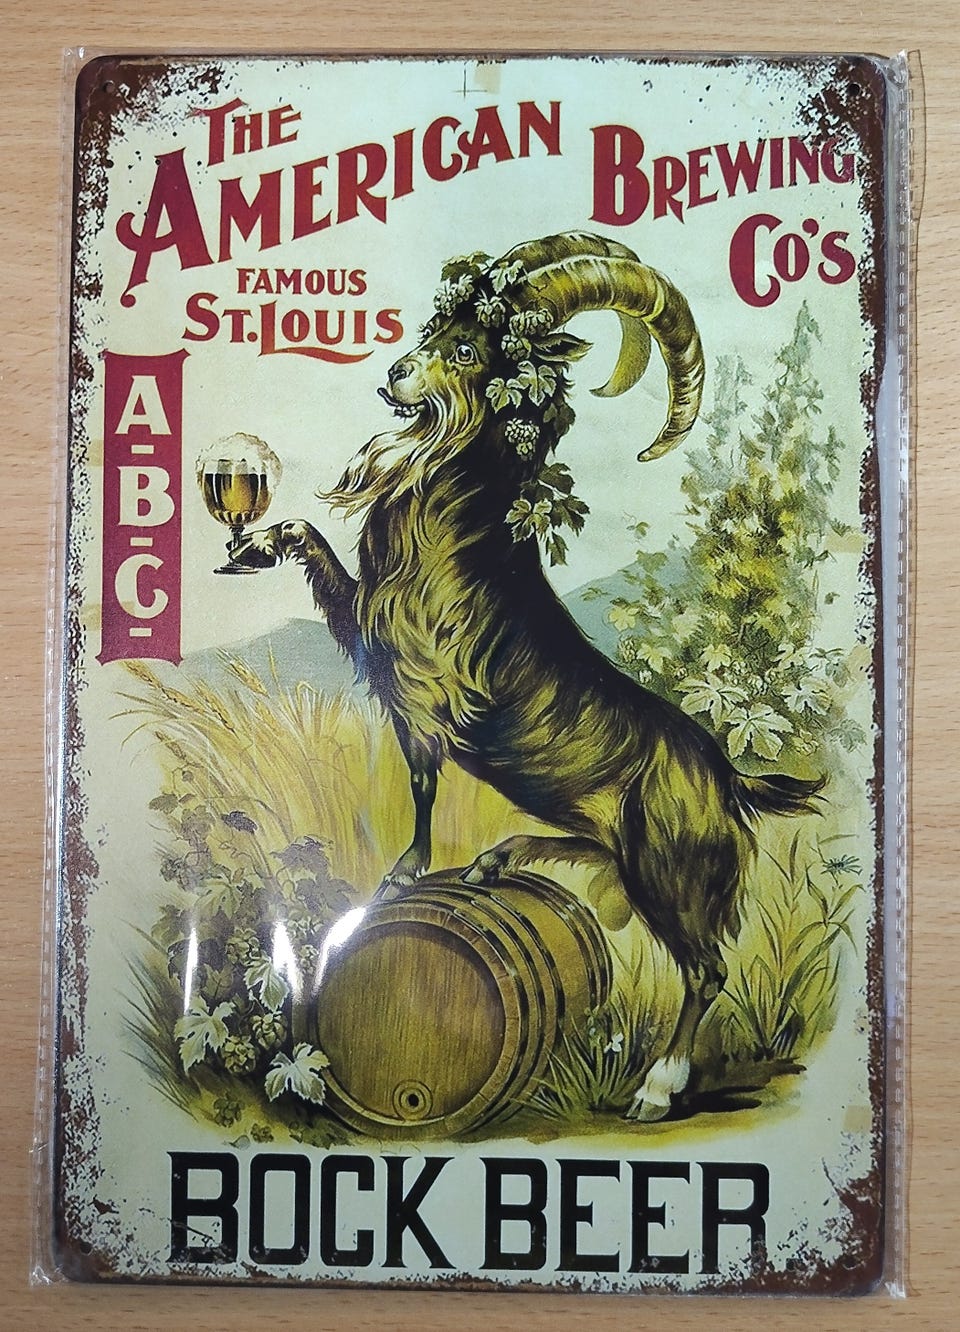 THE
AMERICAN BREWING
CO'S
FAMOUS
ST. LOUIS
A-B-C-
BOCK BEER